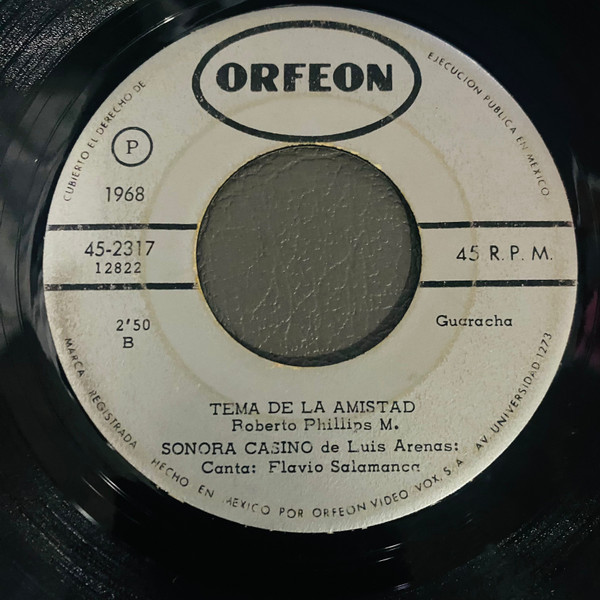 ORFEON
CUBIERTO EL DERECHO DE
EJECUCION PUBLICA EN MEXICO
P
1968
45-2317
12822
45 R.P.M.
2'50
B
Guaracha
TEMA DE LA AMISTAD
Roberto Phillips M.
SONORA CASINO de Luis Arenas:
Canta: Flavio Salamanca
MARCA REGISTRADA
HECHO EN MEXICO POR ORFEON VIDEO VOX, S. A. AV. UNIVERSIDAD 1273